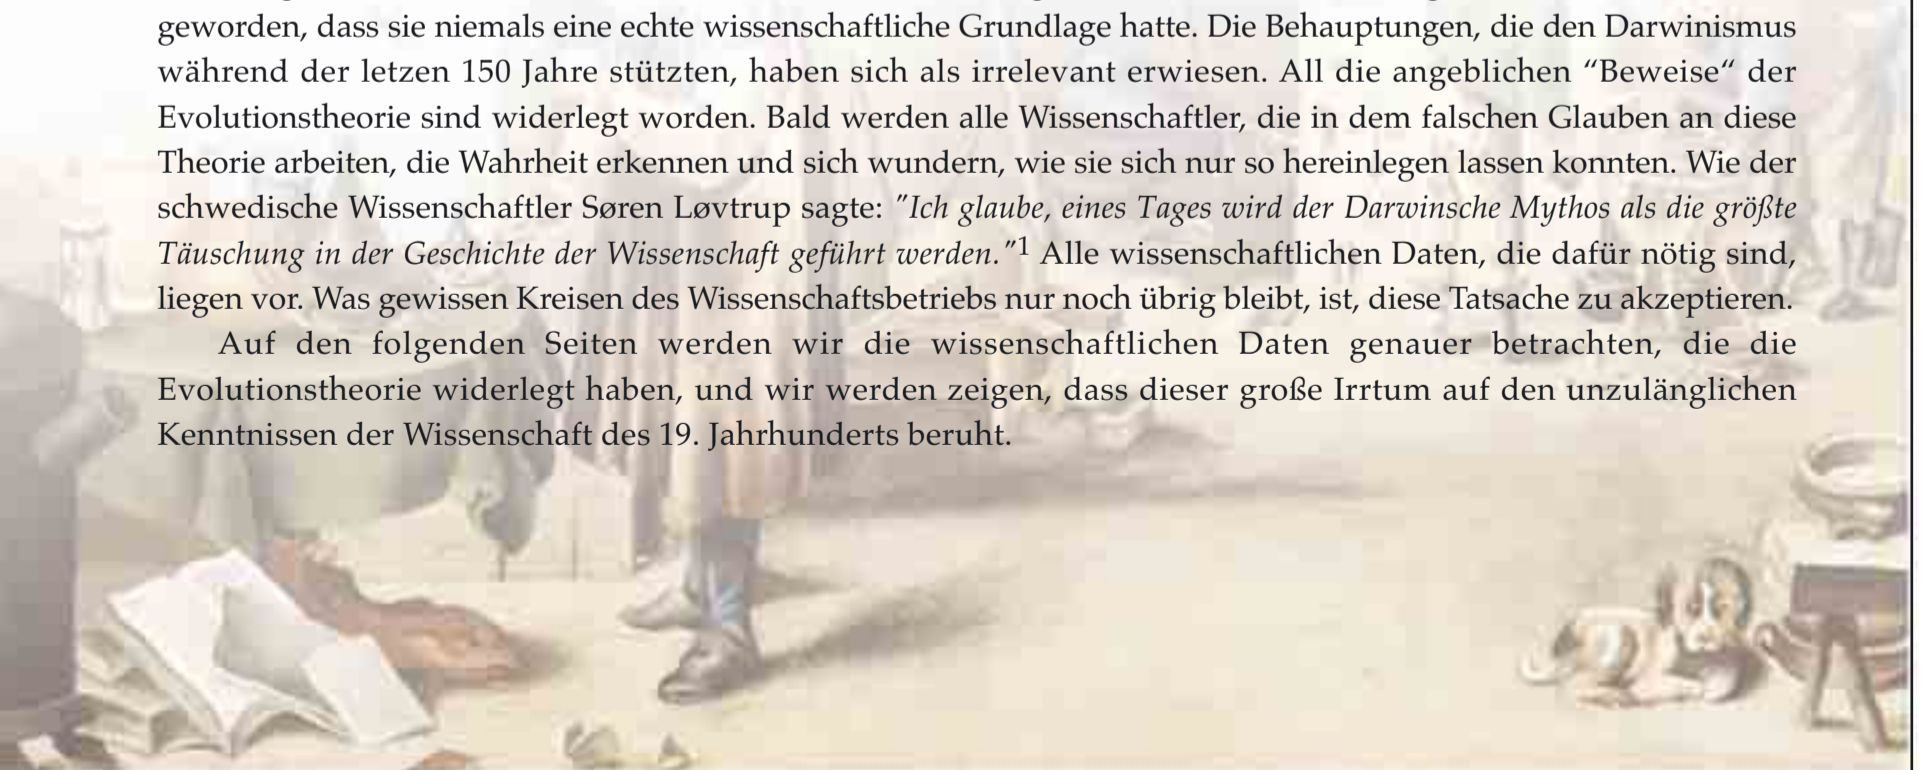 geworden, dass sie niemals eine echte wissenschaftliche Grundlage hatte. Die Behauptungen, die den Darwinismus
während der letzen 150 Jahre stützten, haben sich als irrelevant erwiesen. All die angeblichen “Beweise“ der
Evolutionstheorie sind widerlegt worden. Bald werden alle Wissenschaftler, die in dem falschen Glauben an diese
Theorie arbeiten, die Wahrheit erkennen und sich wundern, wie sie sich nur so hereinlegen lassen konnten. Wie der
schwedische Wissenschaftler Søren Løvtrup sagte: "Ich glaube, eines Tages wird der Darwinsche Mythos als die größte
Täuschung in der Geschichte der Wissenschaft geführt werden."1 Alle wissenschaftlichen Daten, die dafür nötig sind,
liegen vor. Was gewissen Kreisen des Wissenschaftsbetriebs nur noch übrig bleibt, ist, diese Tatsache zu akzeptieren.
Auf den folgenden Seiten werden wir die wissenschaftlichen Daten genauer betrachten, die die
Evolutionstheorie widerlegt haben, und wir werden zeigen, dass dieser große Irrtum auf den unzulänglichen
Kenntnissen der Wissenschaft des 19. Jahrhunderts beruht.